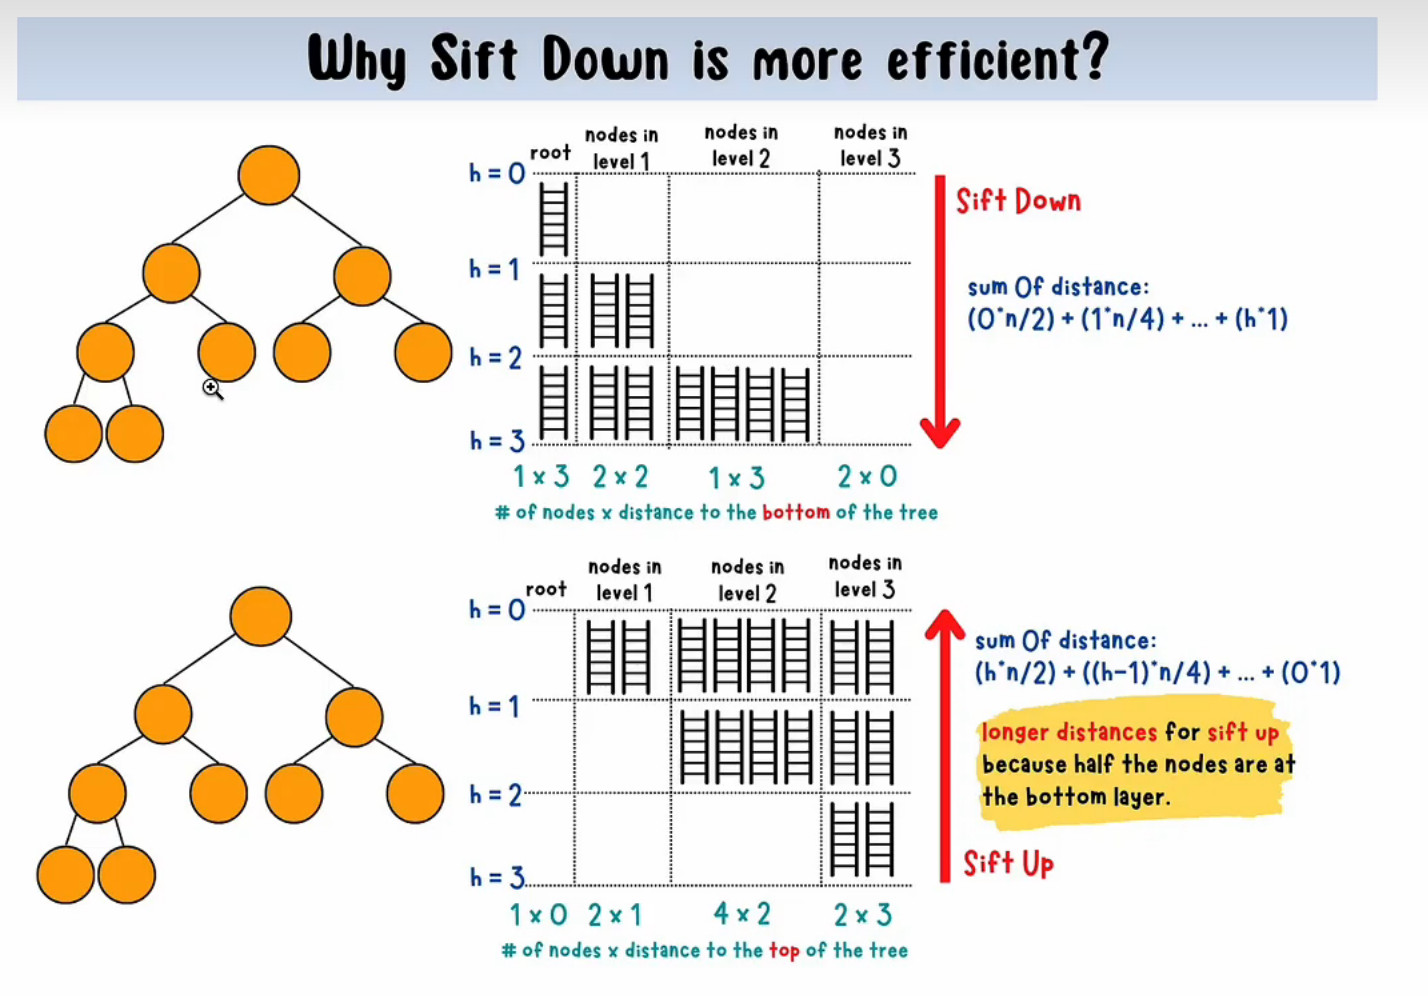 Why Sift Down is more efficient?
root
nodes in
level 1
nodes in
level 2
nodes in
level 3
h = 0
h = 1
h = 2
h = 3
1 x 3 2 x 2 1 x 3 2 x 0
# of nodes x distance to the bottom of the tree
Sift Down
sum Of distance:
(0*n/2) + (1*n/4) + ... + (h*1)
root
nodes in
level 1
nodes in
level 2
nodes in
level 3
h = 0
h = 1
h = 2
h = 3
1 x 0 2 x 1 4 x 2 2 x 3
# of nodes x distance to the top of the tree
sum Of distance:
(h*n/2) + ((h-1)*n/4) + ... + (0*1)
longer distances for sift up
because half the nodes are at
the bottom layer.
Sift Up